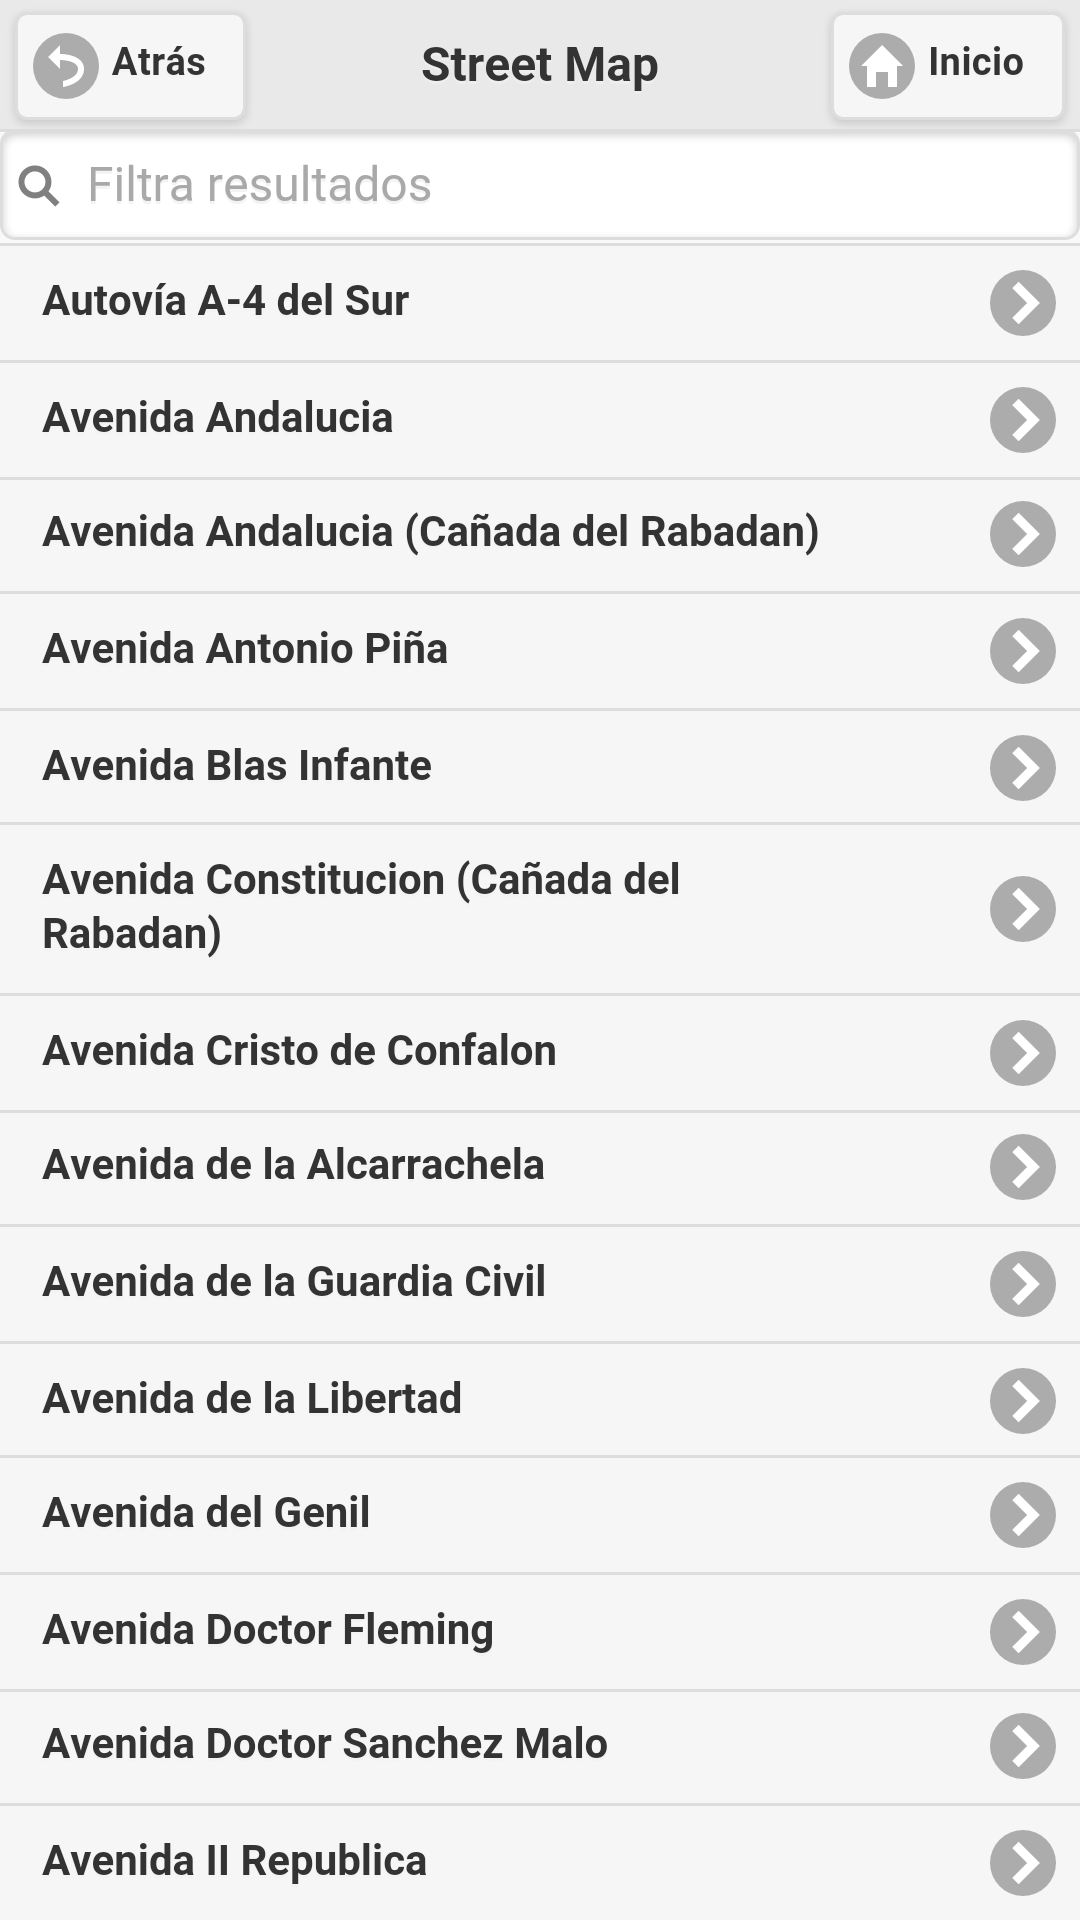 Atrás
Street Map
Inicio
Filtra resultados
Autovía A-4 del Sur
Avenida Andalucia
Avenida Andalucia (Cañada del Rabadan)
Avenida Antonio Piña
Avenida Blas Infante
Avenida Constitucion (Cañada del
Rabadan)
Avenida Cristo de Confalon
Avenida de la Alcarrachela
Avenida de la Guardia Civil
Avenida de la Libertad
Avenida del Genil
Avenida Doctor Fleming
Avenida Doctor Sanchez Malo
Avenida II Republica